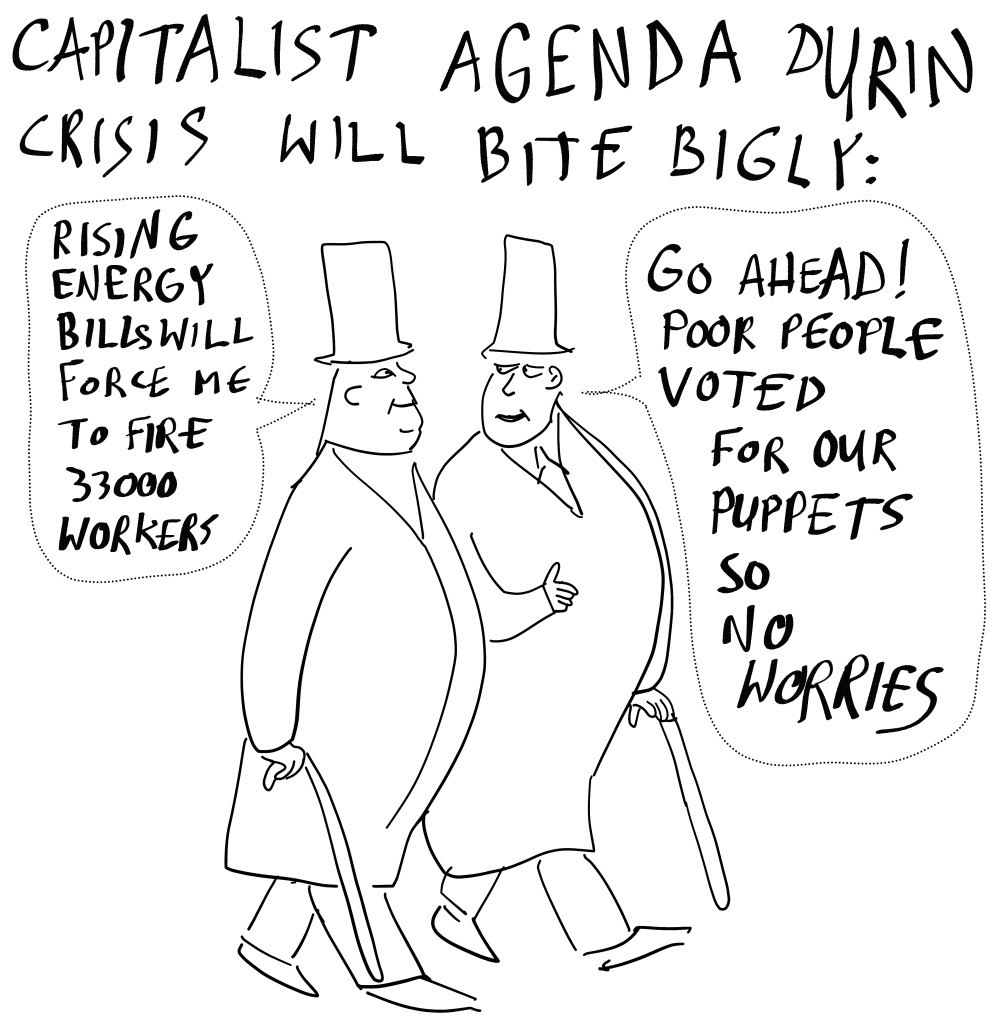 CAPITALIST AGENDA DURIN
CRISIS WILL BITE BIGLY:
RISING
ENERGY
BILLS WILL
FORCE ME
TO FIRE
33000
WORKERS
GO AHEAD!
POOR PEOPLE
VOTED
FOR OUR
PUPPETS
SO
NO
WORRIES